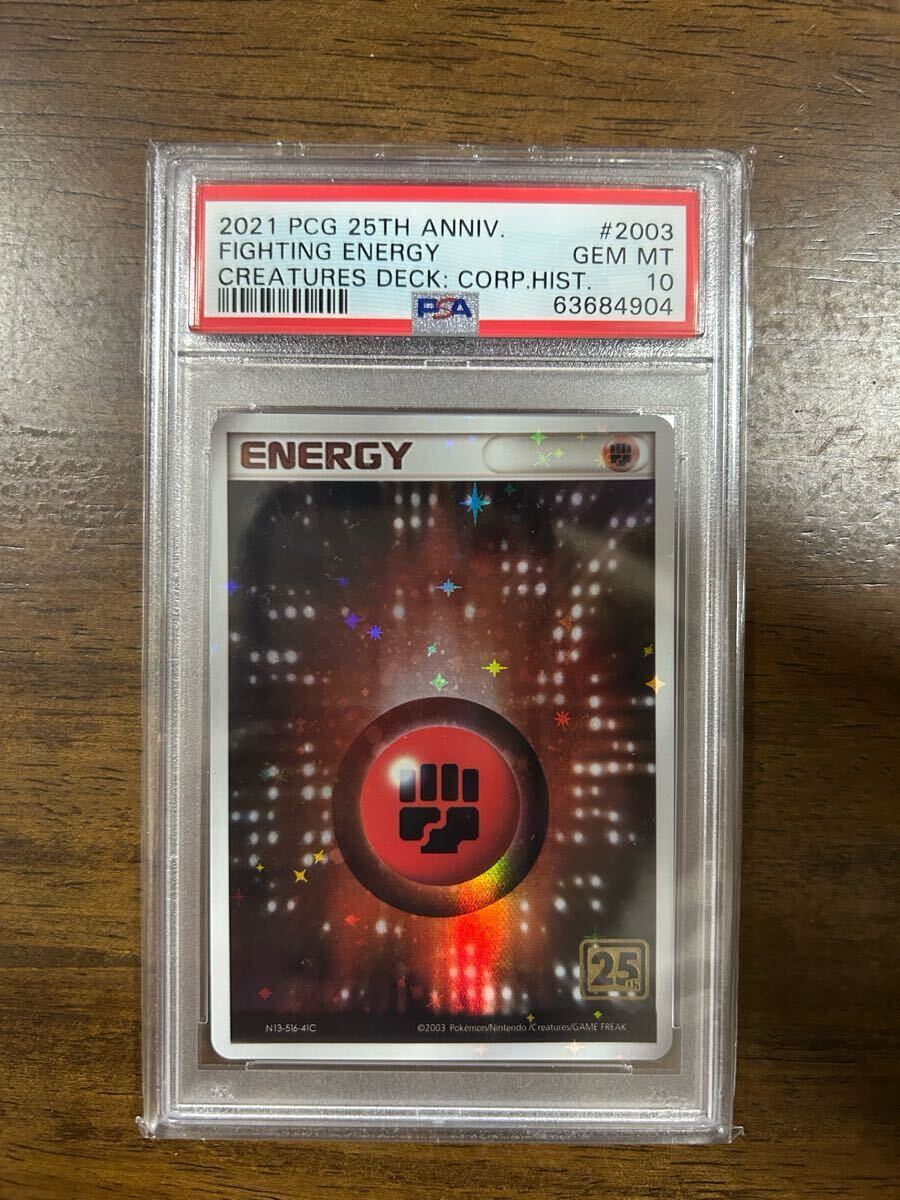 2021 PCG 25TH ANNIV. #2003
FIGHTING ENERGY GEM MT
CREATURES DECK: CORP.HIST. 10
PSA 63684904
ENERGY
25
N13-516-41C ©2003 Pokémon/Nintendo/Creatures/GAME FREAK